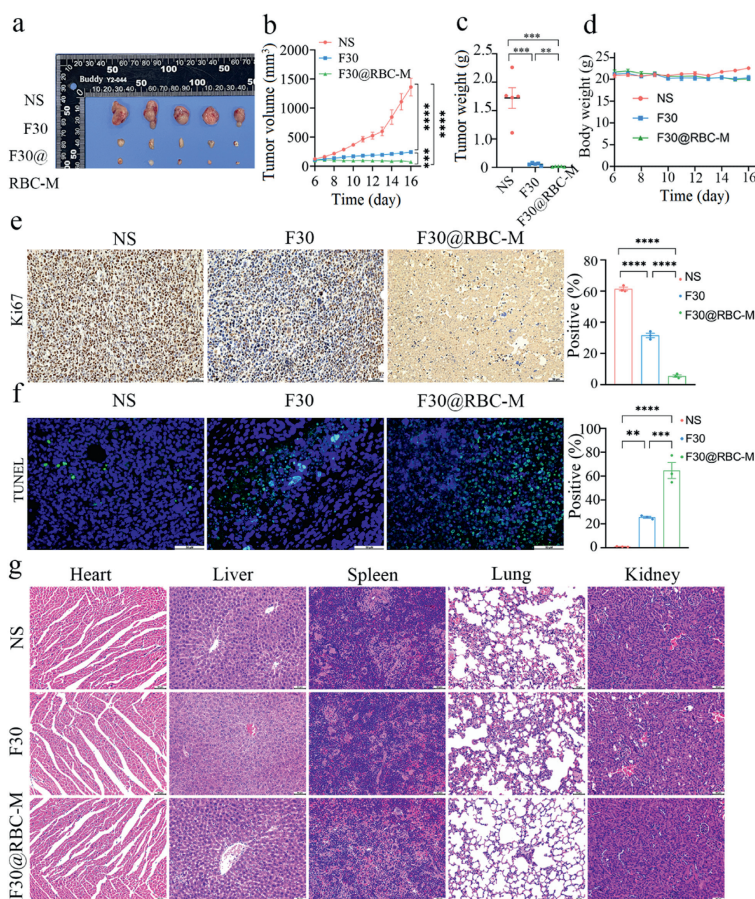 a
Buddy Y2-044
50
100
NS
F30
F30@
RBC-M
b
Tumor volume (mm³)
2000
1500
1000
500
0
6
8
10
12
14
16
Time (day)
NS
F30
F30@RBC-M
****
****
***
c
Tumor weight (g)
2.5
2.0
1.5
1.0
0.5
0.0
***
***
**
NS
F30
F30@RBC-M
d
Body weight (g)
25
20
15
10
5
0
6
8
10
12
14
16
Time (day)
NS
F30
F30@RBC-M
e
NS
F30
F30@RBC-M
Ki67
Positive (%)
80
60
40
20
0
****
****
****
NS
F30
F30@RBC-M
f
NS
F30
F30@RBC-M
TUNEL
Positive (%)
100
80
60
40
20
0
****
**
***
NS
F30
F30@RBC-M
g
Heart
Liver
Spleen
Lung
Kidney
NS
F30
F30@RBC-M